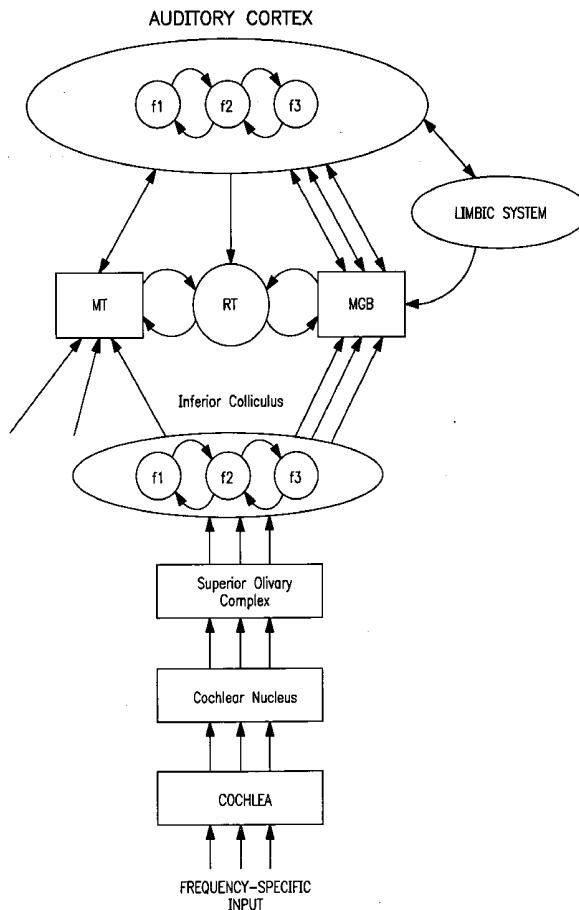 AUDITORY CORTEX
f1 f2 f3
LIMBIC SYSTEM
MT RT MGB
Inferior Colliculus
f1 f2 f3
Superior Olivary
Complex
Cochlear Nucleus
COCHLEA
FREQUENCY-SPECIFIC
INPUT